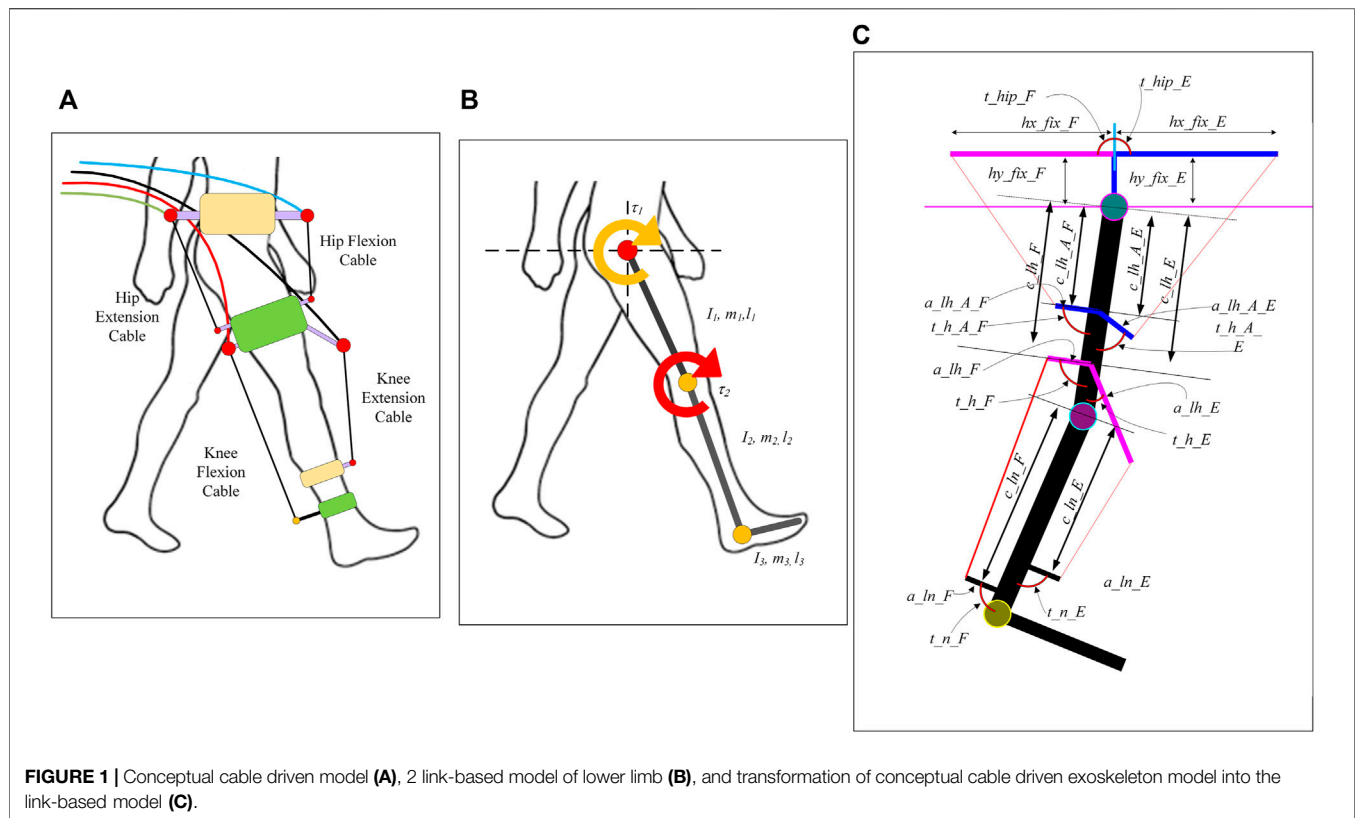 A
Hip Flexion
Cable
Hip
Extension
Cable
Knee
Extension
Cable
Knee
Flexion
Cable
B
τ1
I1, m1,l1
τ2
I2, m2, l2
I3, m3, l3
C
t_hip_F
t_hip_E
hx_fix_F
hx_fix_E
hy_fix_F
hy_fix_E
c_lh_F
c_lh_A_F
c_lh_A_E
c_lh_E
a_lh_A_F
a_lh_A_E
t_h_A_F
t_h_A_
E
a_lh_F
t_h_F
a_lh_E
t_h_E
c_ln_F
c_ln_E
a_ln_F
a_ln_E
t_n_E
t_n_F
FIGURE 1 | Conceptual cable driven model (A), 2 link-based model of lower limb (B), and transformation of conceptual cable driven exoskeleton model into the
link-based model (C).